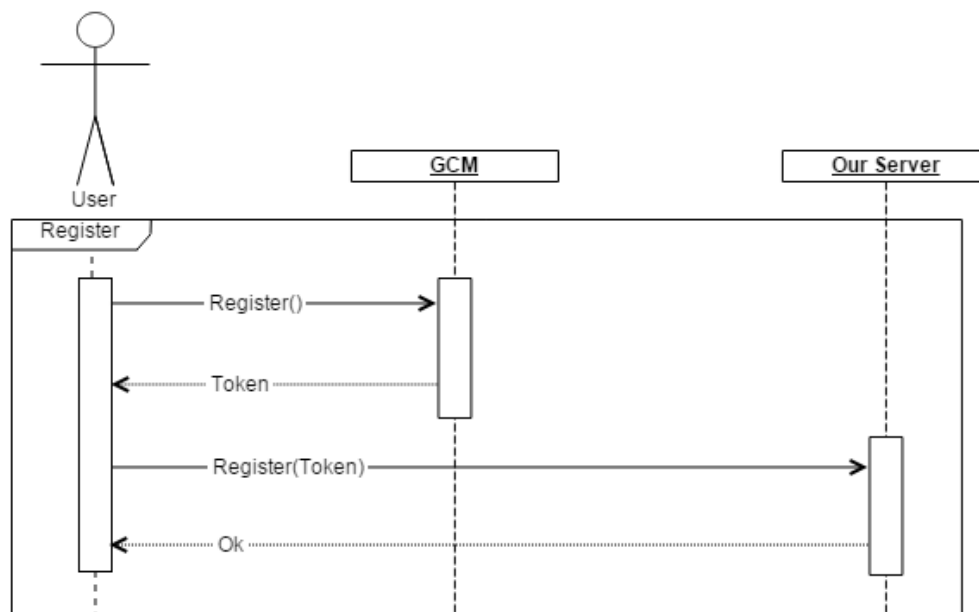 GCM
Our Server
User
Register
Register()
Token
Register(Token)
Ok